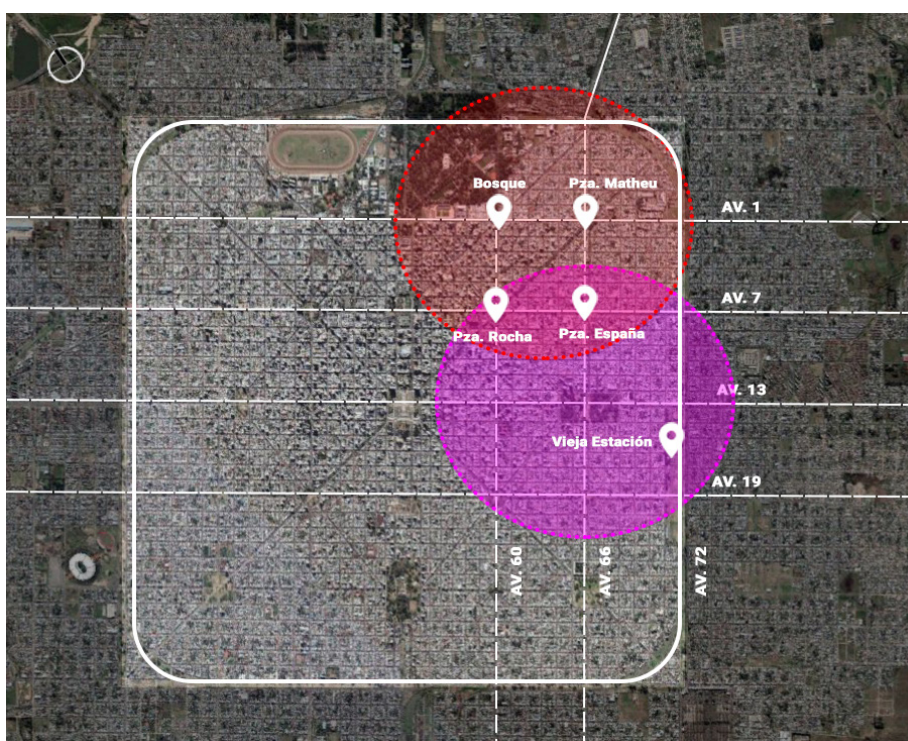 Bosque
Pza. Matheu
AV. 1
AV. 7
Pza. Rocha
Pza. España
AV. 13
Vieja Estación
AV. 19
AV. 60
AV. 66
AV. 72